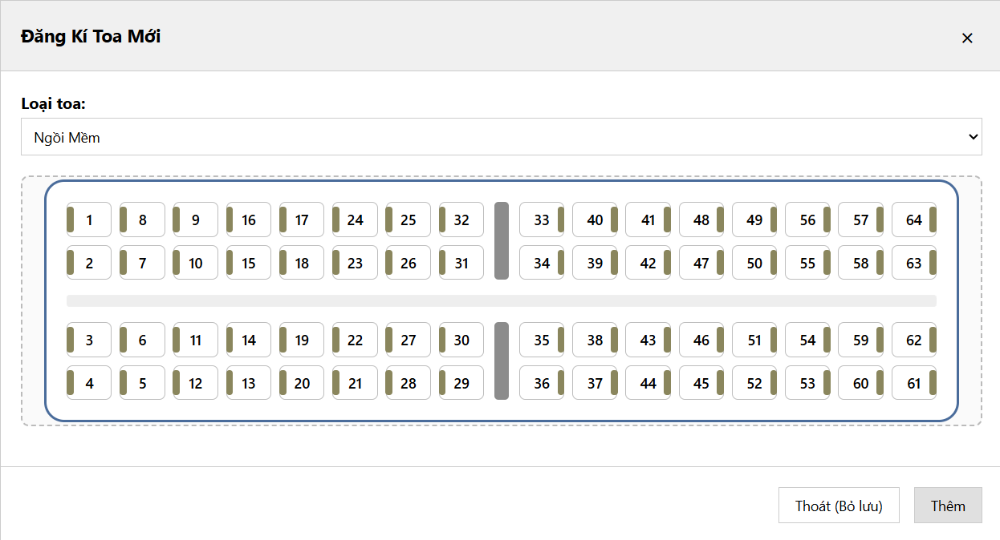 Đăng Kí Toa Mới
×
Loại toa:
Ngồi Mềm
1 8 9 16 17 24 25 32 33 40 41 48 49 56 57 64
2 7 10 15 18 23 26 31 34 39 42 47 50 55 58 63
3 6 11 14 19 22 27 30 35 38 43 46 51 54 59 62
4 5 12 13 20 21 28 29 36 37 44 45 52 53 60 61
Thoát (Bỏ lưu) Thêm